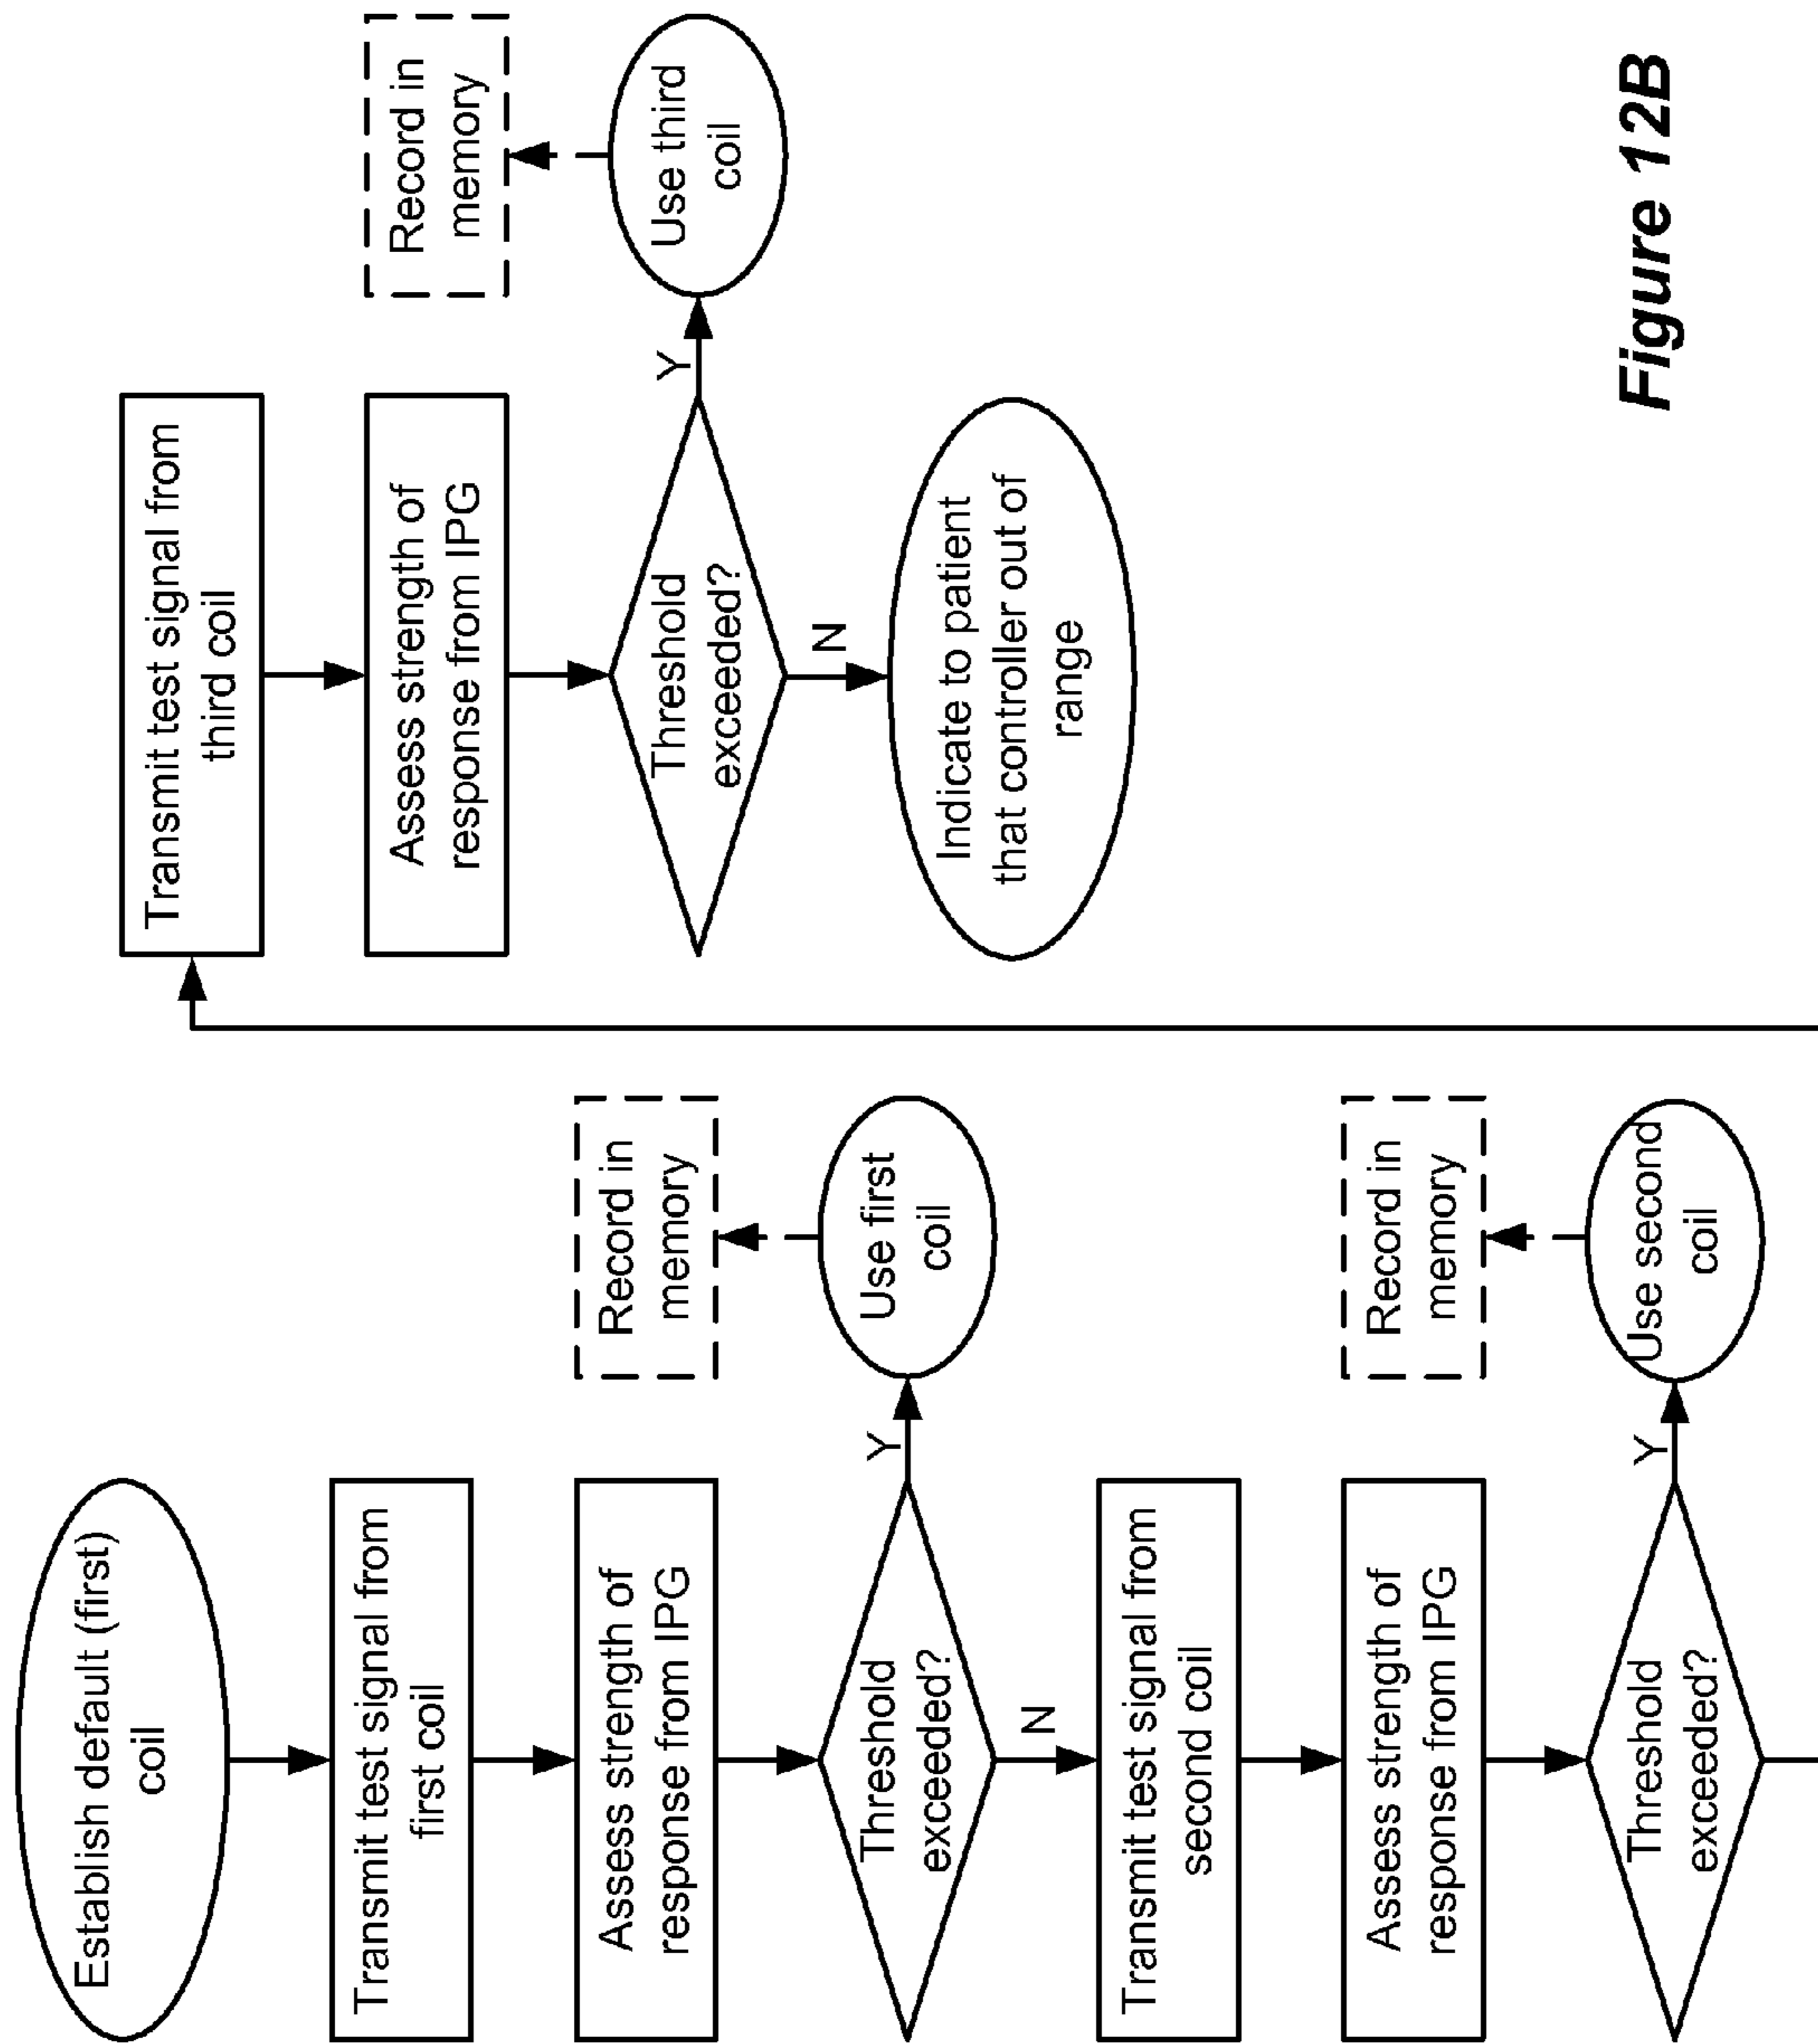 Establish default (first)
coil
Transmit test signal from
first coil
Assess strength of
response from IPG
Threshold
exceeded?
Y
Use first
coil
Record in
memory
N
Transmit test signal from
second coil
Assess strength of
response from IPG
Threshold
exceeded?
Y
Use second
coil
Record in
memory
Transmit test signal from
third coil
Assess strength of
response from IPG
Threshold
exceeded?
Y
Use third
coil
Record in
memory
N
Indicate to patient
that controller out of
range
Figure 12B